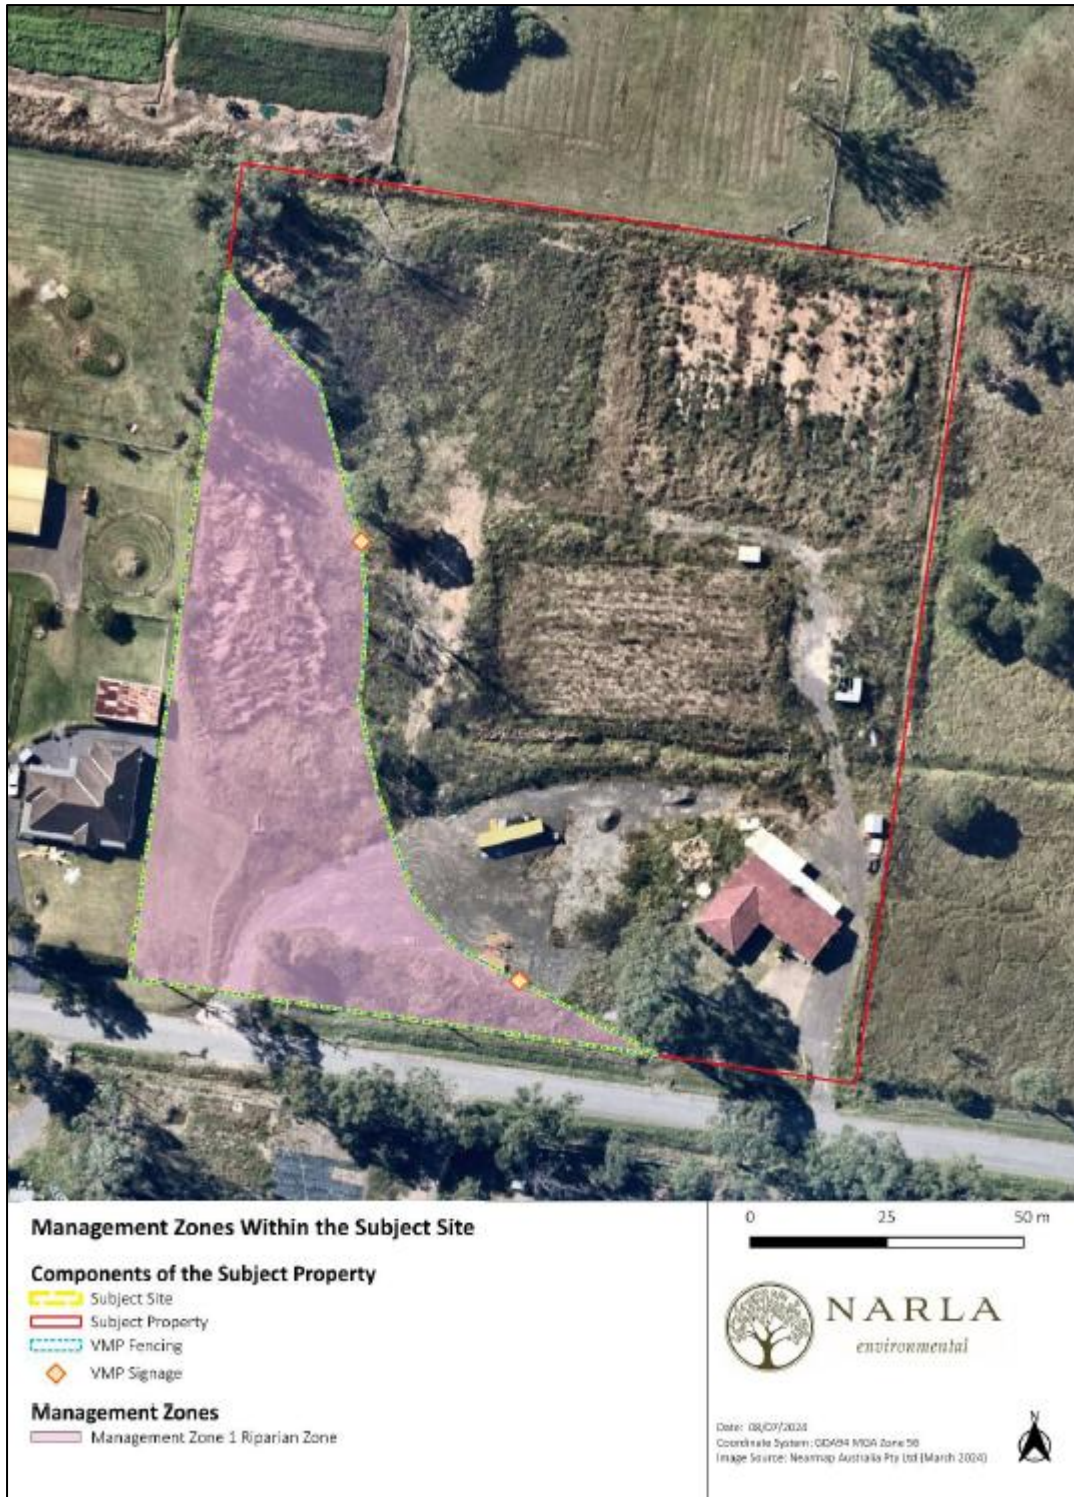 Management Zones Within the Subject Site
Components of the Subject Property
Subject Site
Subject Property
VMP Fencing
VMP Signage
Management Zones
Management Zone 1 Riparian Zone
0 25 50 m
NARLA
environmental
N
Date: 08/07/2024
Coordinate System: GDA94 MGA Zone 56
Image Source: Nearmap Australia Pty Ltd (March 2024)